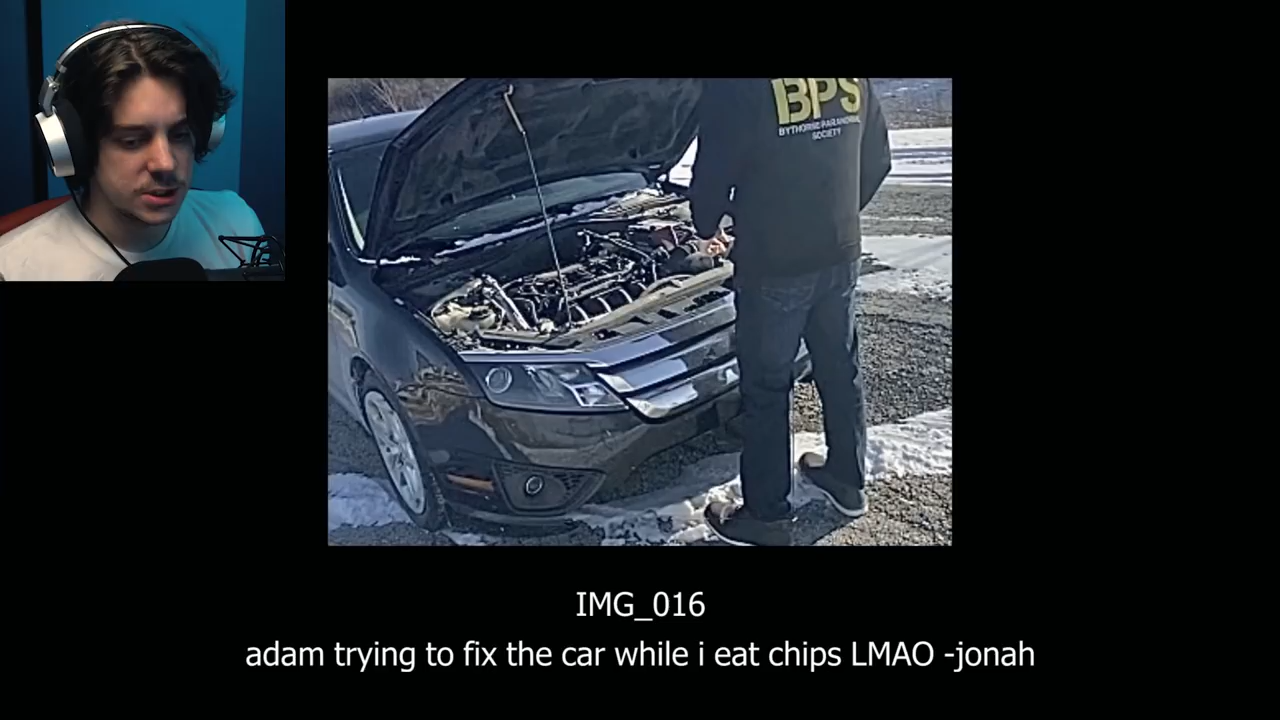 BPS
BYTHORNE PARANORMAL
SOCIETY
IMG_016
adam trying to fix the car while i eat chips LMAO -jonah